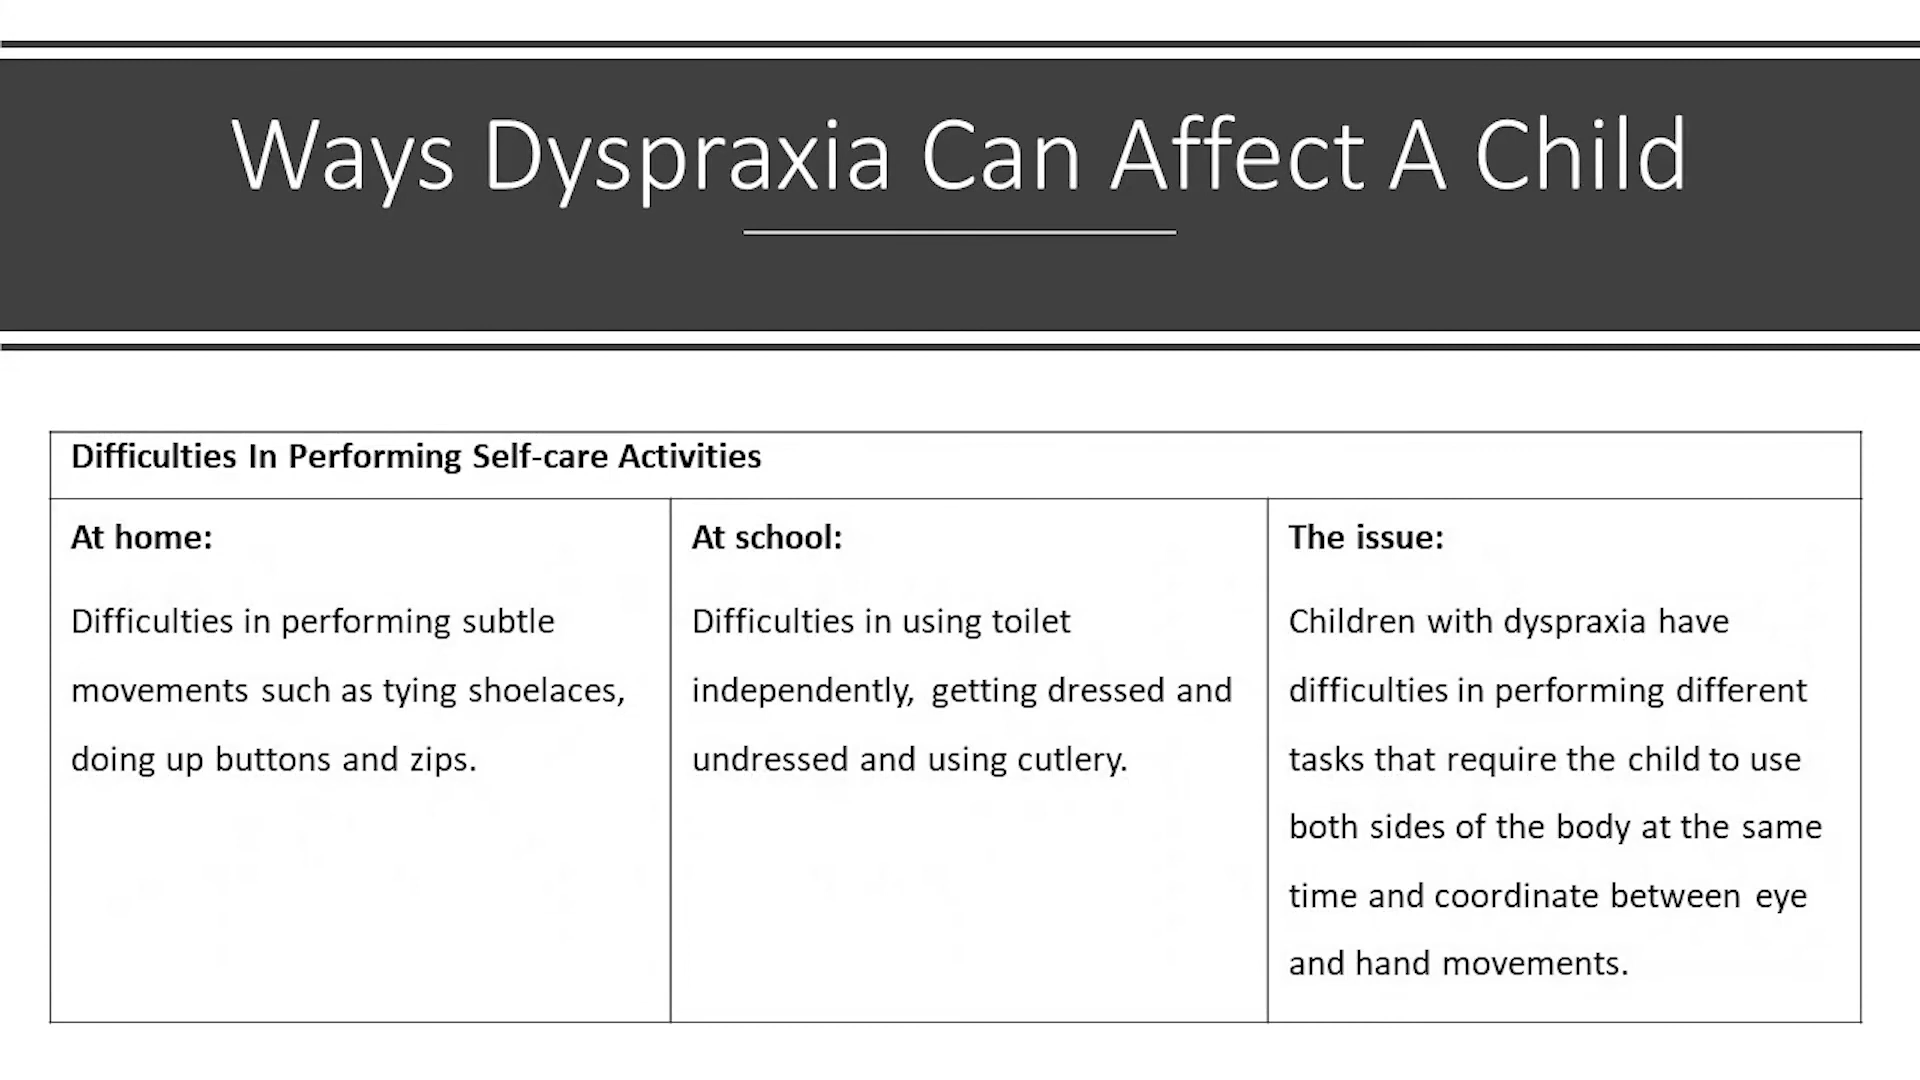 Ways Dyspraxia Can Affect A Child
Difficulties In Performing Self-care Activities
At home:
Difficulties in performing subtle
movements such as tying shoelaces,
doing up buttons and zips.
At school:
Difficulties in using toilet
independently, getting dressed and
undressed and using cutlery.
The issue:
Children with dyspraxia have
difficulties in performing different
tasks that require the child to use
both sides of the body at the same
time and coordinate between eye
and hand movements.